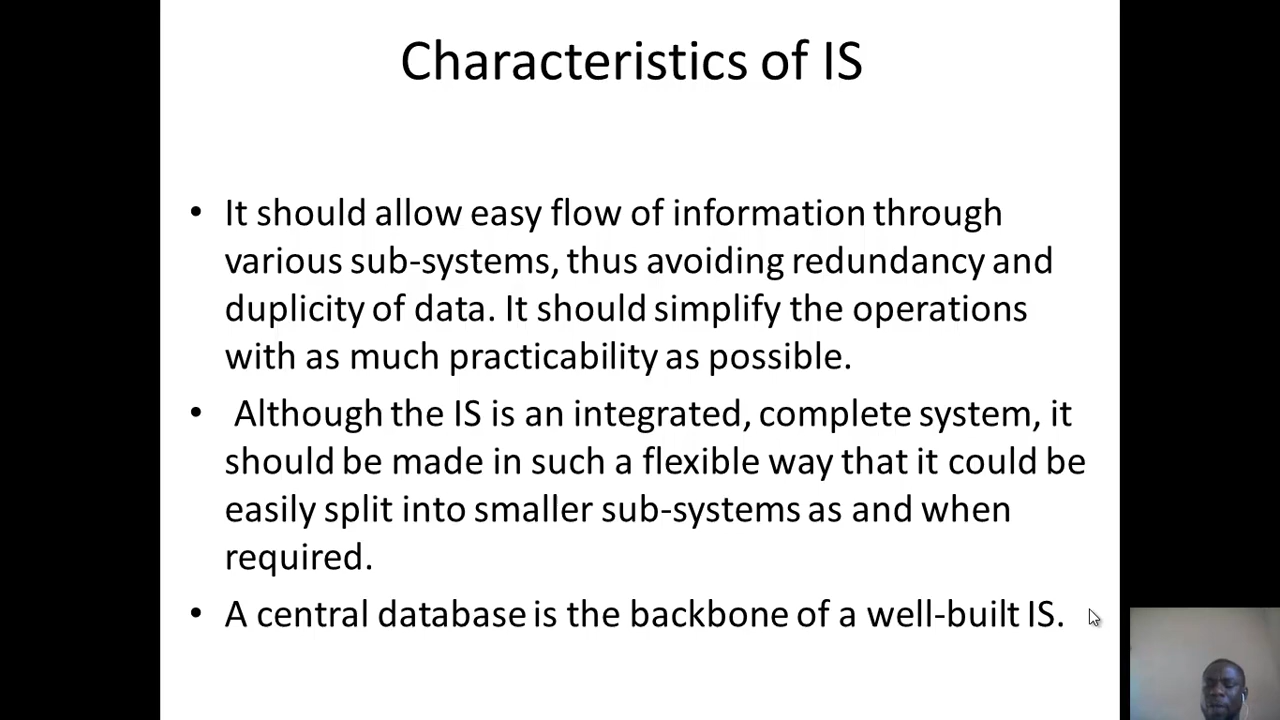 Characteristics of IS
• It should allow easy flow of information through
various sub-systems, thus avoiding redundancy and
duplicity of data. It should simplify the operations
with as much practicability as possible.
• Although the IS is an integrated, complete system, it
should be made in such a flexible way that it could be
easily split into smaller sub-systems as and when
required.
• A central database is the backbone of a well-built IS.